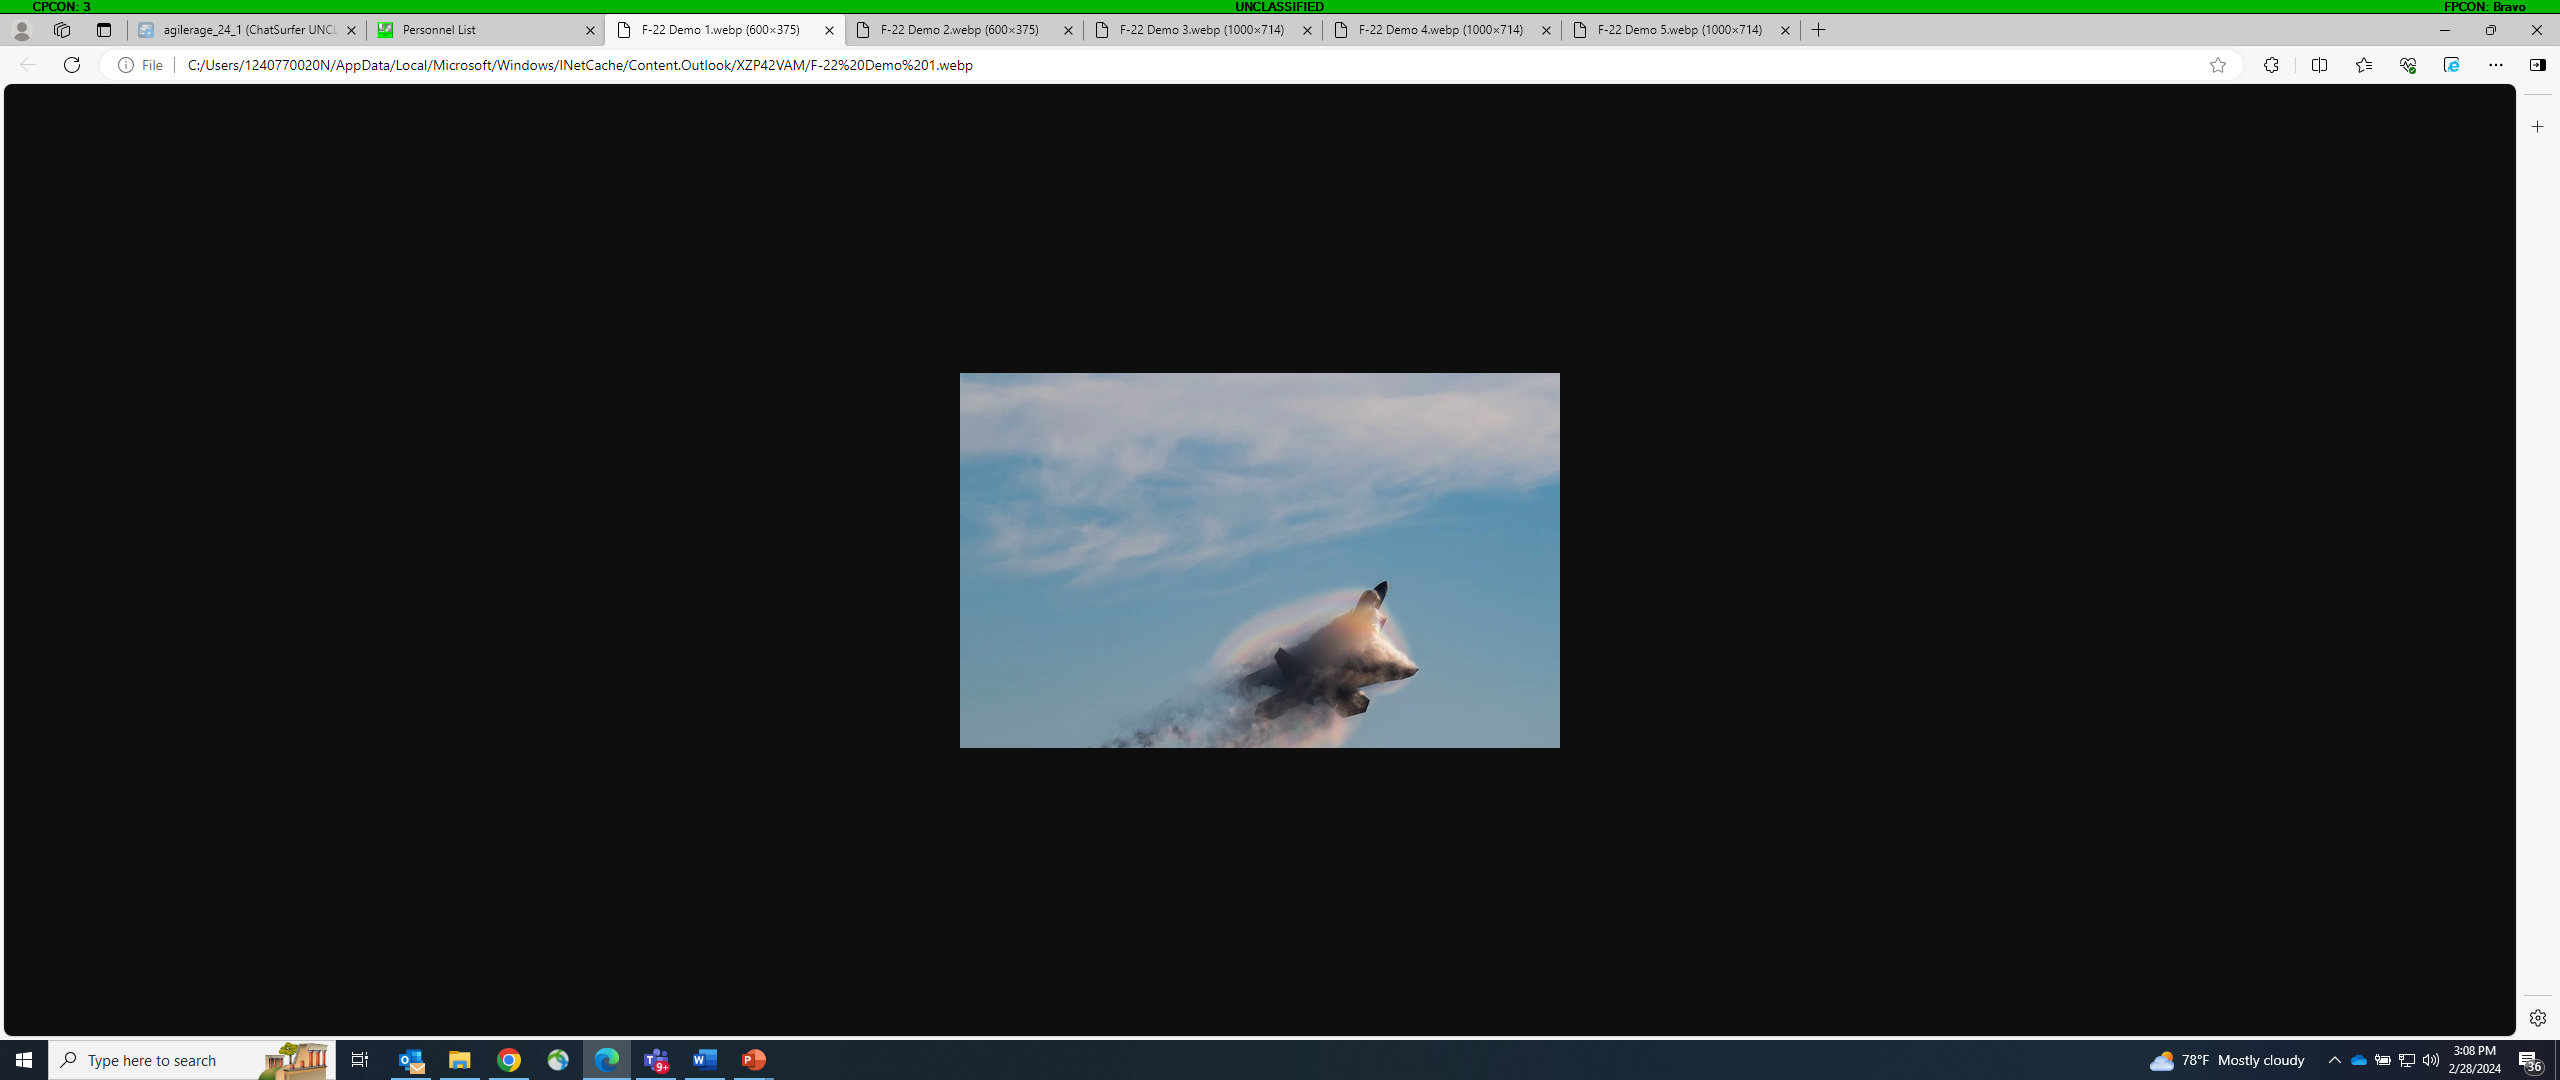 CPCON: 3 UNCLASSIFIED FPCON: Bravo
agilerage_24_1 (ChatSurfer UNCL Personnel List F-22 Demo 1.webp (600×375) F-22 Demo 2.webp (600×375) F-22 Demo 3.webp (1000×714) F-22 Demo 4.webp (1000×714) F-22 Demo 5.webp (1000×714)
File C:/Users/1240770020N/AppData/Local/Microsoft/Windows/INetCache/Content.Outlook/XZP42VAM/F-22%20Demo%201.webp
Type here to search 9+ 78°F Mostly cloudy 3:08 PM
2/28/2024 36